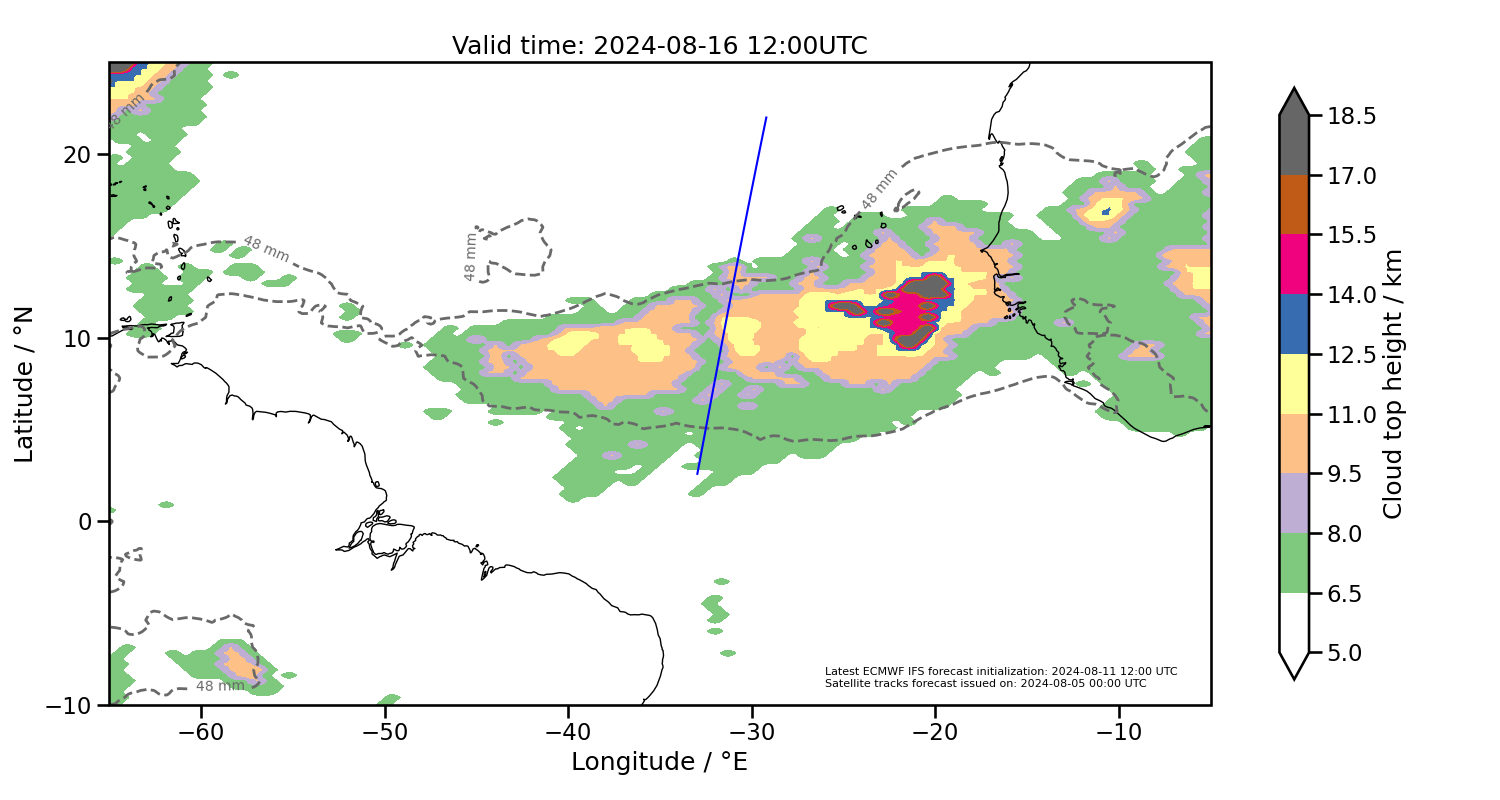 Valid time: 2024-08-16 12:00UTC
Latitude / °N
20
10
0
−10
−60
−50
−40
−30
−20
−10
Longitude / °E
48 mm
48 mm
48 mm
48 mm
48 mm
Latest ECMWF IFS forecast initialization: 2024-08-11 12:00 UTC
Satellite tracks forecast issued on: 2024-08-05 00:00 UTC
18.5
17.0
15.5
14.0
12.5
11.0
9.5
8.0
6.5
5.0
Cloud top height / km